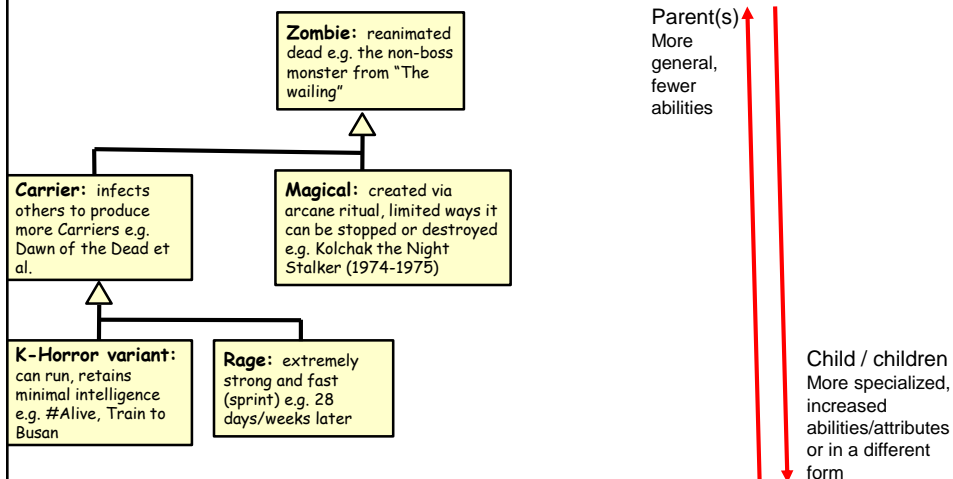 Zombie: reanimated
dead e.g. the non-boss
monster from "The
wailing"
Parent(s)
More
general,
fewer
abilities
Carrier: infects
others to produce
more Carriers e.g.
Dawn of the Dead et
al.
Magical: created via
arcane ritual, limited ways it
can be stopped or destroyed
e.g. Kolchak the Night
Stalker (1974-1975)
K-Horror variant:
can run, retains
minimal intelligence
e.g. #Alive, Train to
Busan
Rage: extremely
strong and fast
(sprint) e.g. 28
days/weeks later
Child / children
More specialized,
increased
abilities/attributes
or in a different
form